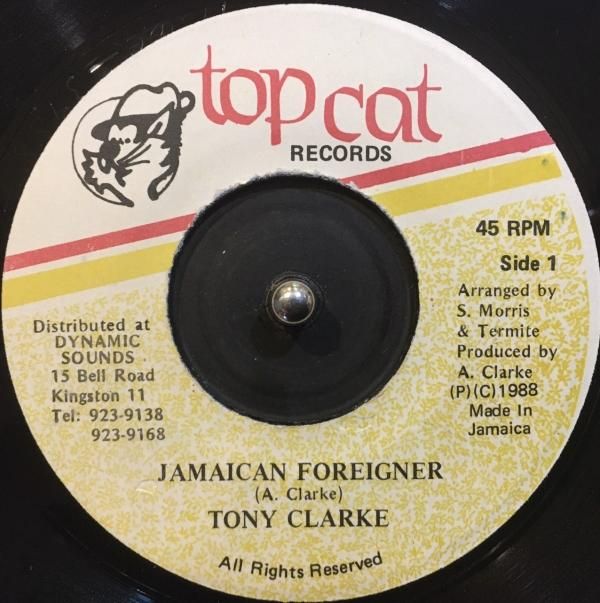 top cat
RECORDS
45 RPM
Side 1
Arranged by
S. Morris
& Termite
Produced by
A. Clarke
(P)(C)1988
Made In
Jamaica
Distributed at
DYNAMIC
SOUNDS
15 Bell Road
Kingston 11
Tel: 923-9138
923-9168
JAMAICAN FOREIGNER
(A. Clarke)
TONY CLARKE
All Rights Reserved